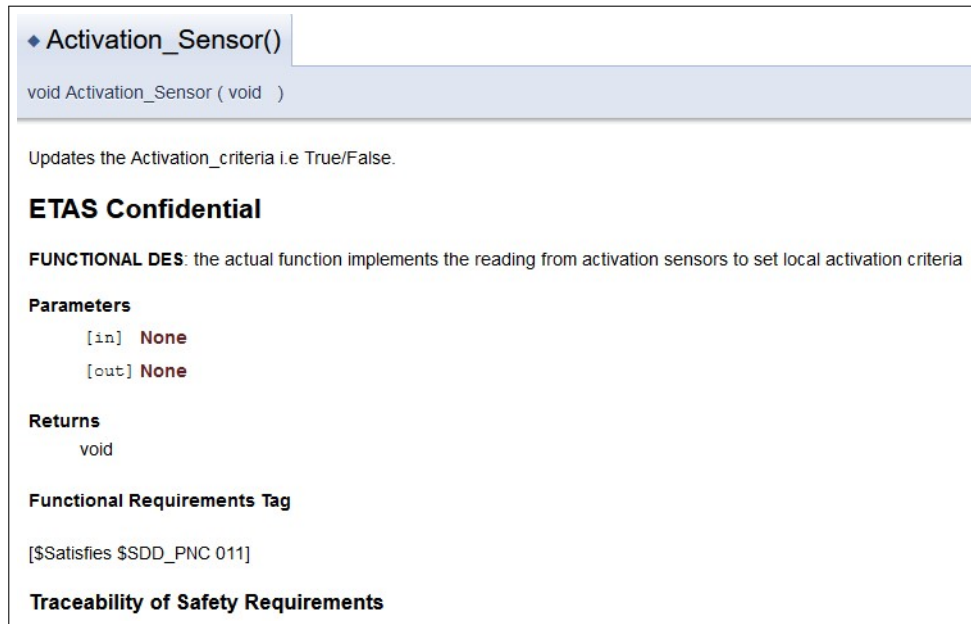 Activation_Sensor()
void Activation_Sensor ( void )
Updates the Activation_criteria i.e True/False.
ETAS Confidential
FUNCTIONAL DES: the actual function implements the reading from activation sensors to set local activation criteria
Parameters
[in] None
[out] None
Returns
void
Functional Requirements Tag
[$Satisfies $SDD_PNC 011]
Traceability of Safety Requirements